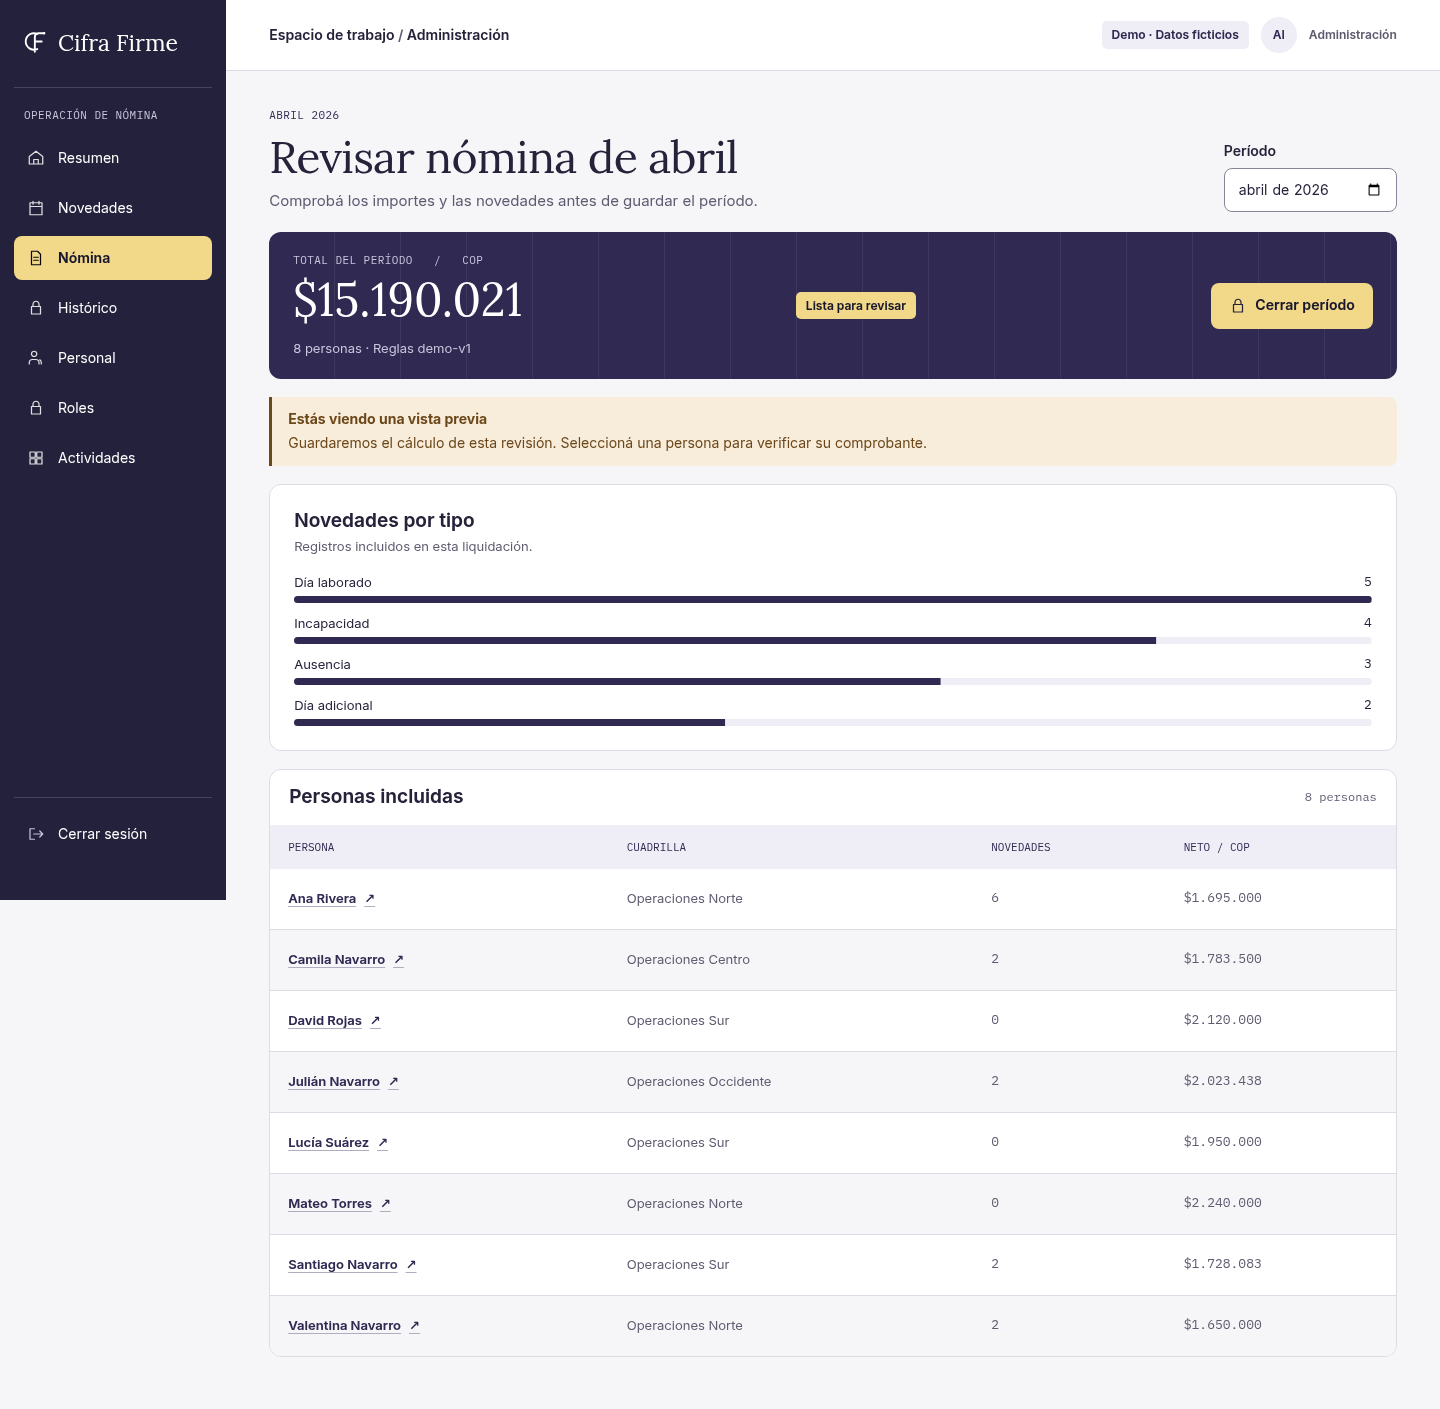 Cifra Firme
OPERACIÓN DE NÓMINA
Resumen
Novedades
Nómina
Histórico
Personal
Roles
Actividades
Cerrar sesión
Espacio de trabajo / Administración
Demo · Datos ficticios
AI
Administración
ABRIL 2026
Revisar nómina de abril
Comprobá los importes y las novedades antes de guardar el período.
Período
abril de 2026
TOTAL DEL PERÍODO / COP
$15.190.021
8 personas · Reglas demo-v1
Lista para revisar
Cerrar período
Estás viendo una vista previa
Guardaremos el cálculo de esta revisión. Seleccioná una persona para verificar su comprobante.
Novedades por tipo
Registros incluidos en esta liquidación.
Día laborado 5
Incapacidad 4
Ausencia 3
Día adicional 2
Personas incluidas 8 personas
PERSONA CUADRILLA NOVEDADES NETO / COP
Ana Rivera ↗ Operaciones Norte 6 $1.695.000
Camila Navarro ↗ Operaciones Centro 2 $1.783.500
David Rojas ↗ Operaciones Sur 0 $2.120.000
Julián Navarro ↗ Operaciones Occidente 2 $2.023.438
Lucía Suárez ↗ Operaciones Sur 0 $1.950.000
Mateo Torres ↗ Operaciones Norte 0 $2.240.000
Santiago Navarro ↗ Operaciones Sur 2 $1.728.083
Valentina Navarro ↗ Operaciones Norte 2 $1.650.000